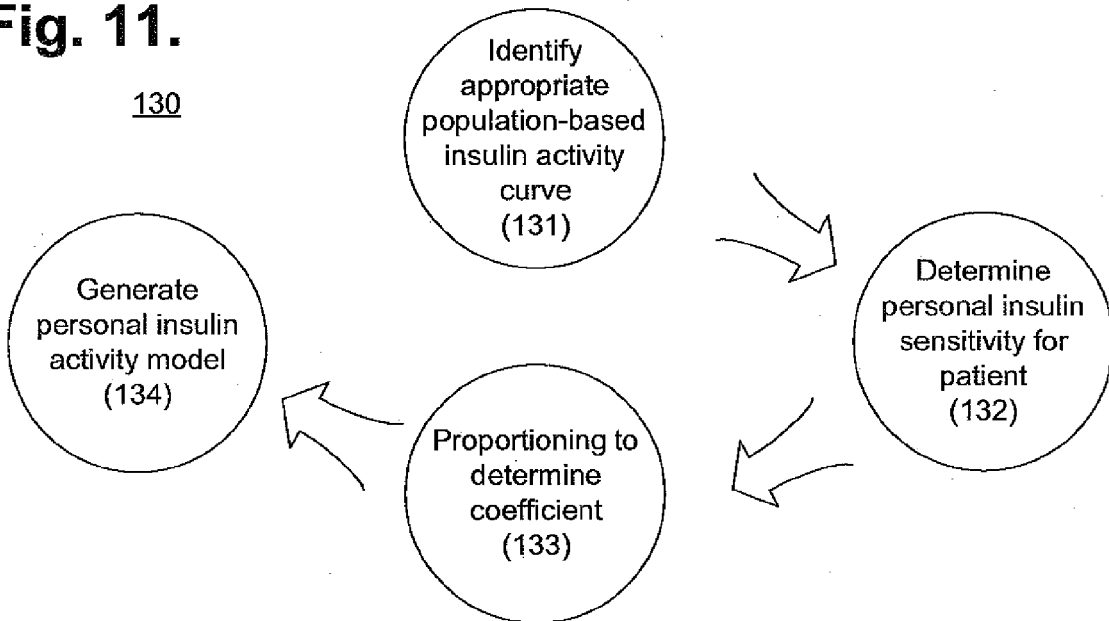 Fig. 11.
130
Identify
appropriate
population-based
insulin activity
curve
(131)
Determine
personal insulin
sensitivity for
patient
(132)
Proportioning to
determine
coefficient
(133)
Generate
personal insulin
activity model
(134)